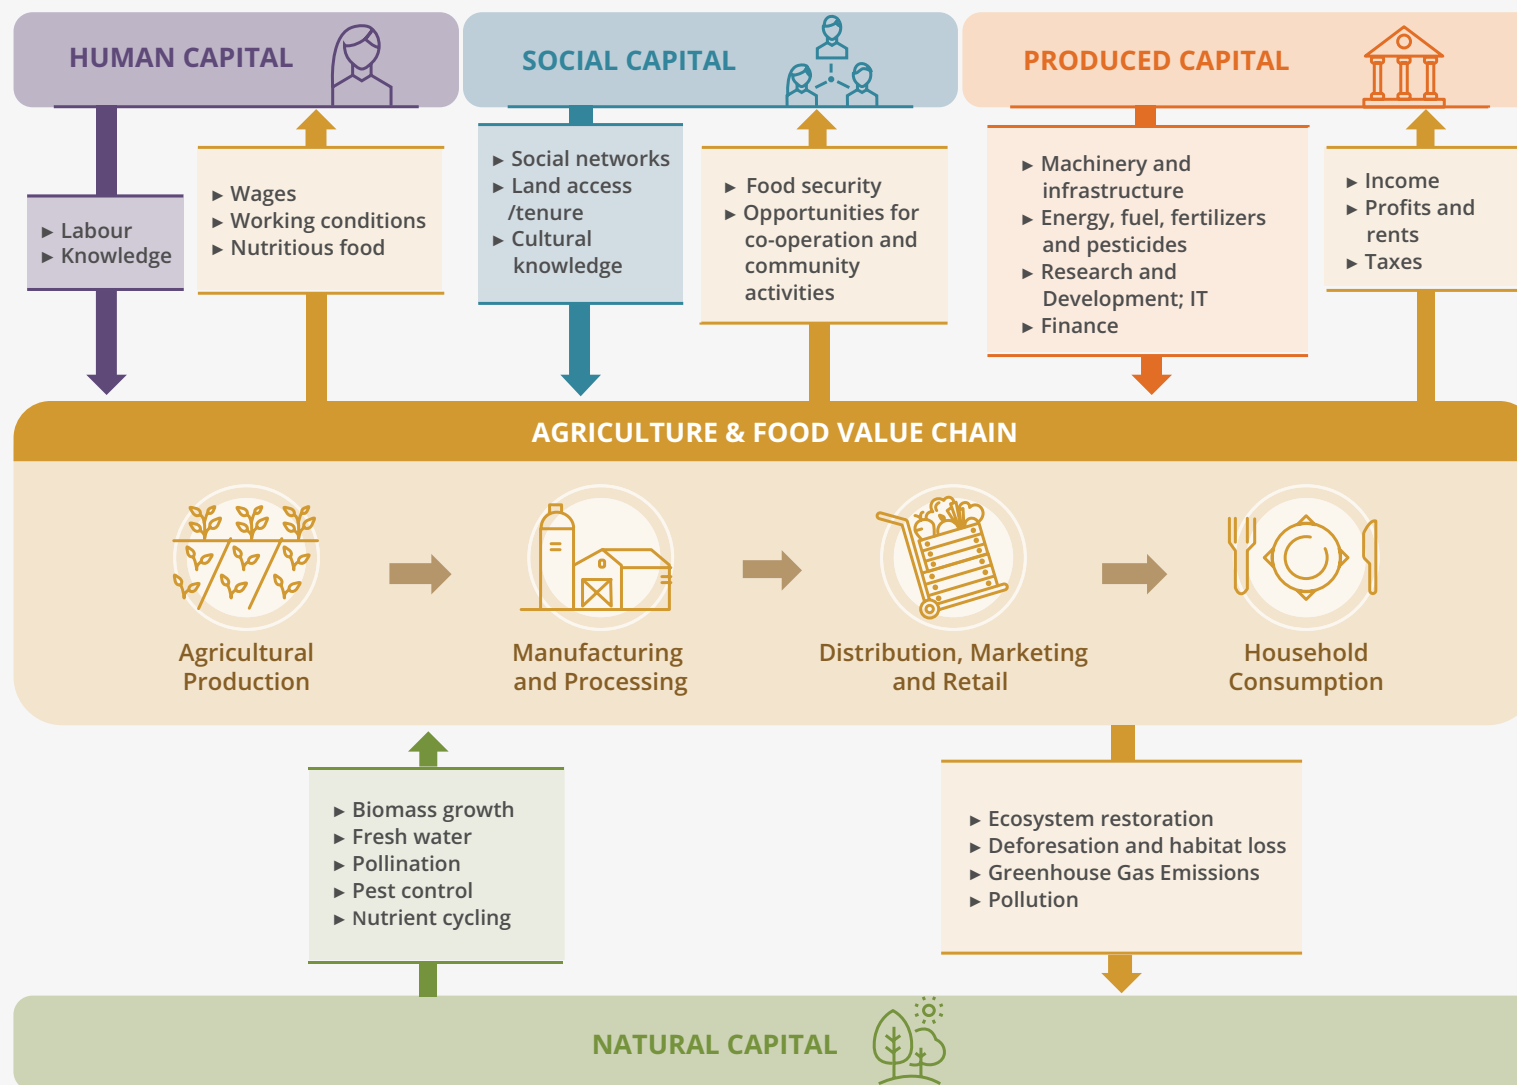 HUMAN CAPITAL
SOCIAL CAPITAL
PRODUCED CAPITAL
► Labour
► Knowledge
► Wages
► Working conditions
► Nutritious food
► Social networks
► Land access
/tenure
► Cultural
knowledge
► Food security
► Opportunities for
co-operation and
community
activities
► Machinery and
infrastructure
► Energy, fuel, fertilizers
and pesticides
► Research and
Development; IT
► Finance
► Income
► Profits and
rents
► Taxes
AGRICULTURE & FOOD VALUE CHAIN
Agricultural
Production
Manufacturing
and Processing
Distribution, Marketing
and Retail
Household
Consumption
► Biomass growth
► Fresh water
► Pollination
► Pest control
► Nutrient cycling
► Ecosystem restoration
► Deforesation and habitat loss
► Greenhouse Gas Emissions
► Pollution
NATURAL CAPITAL